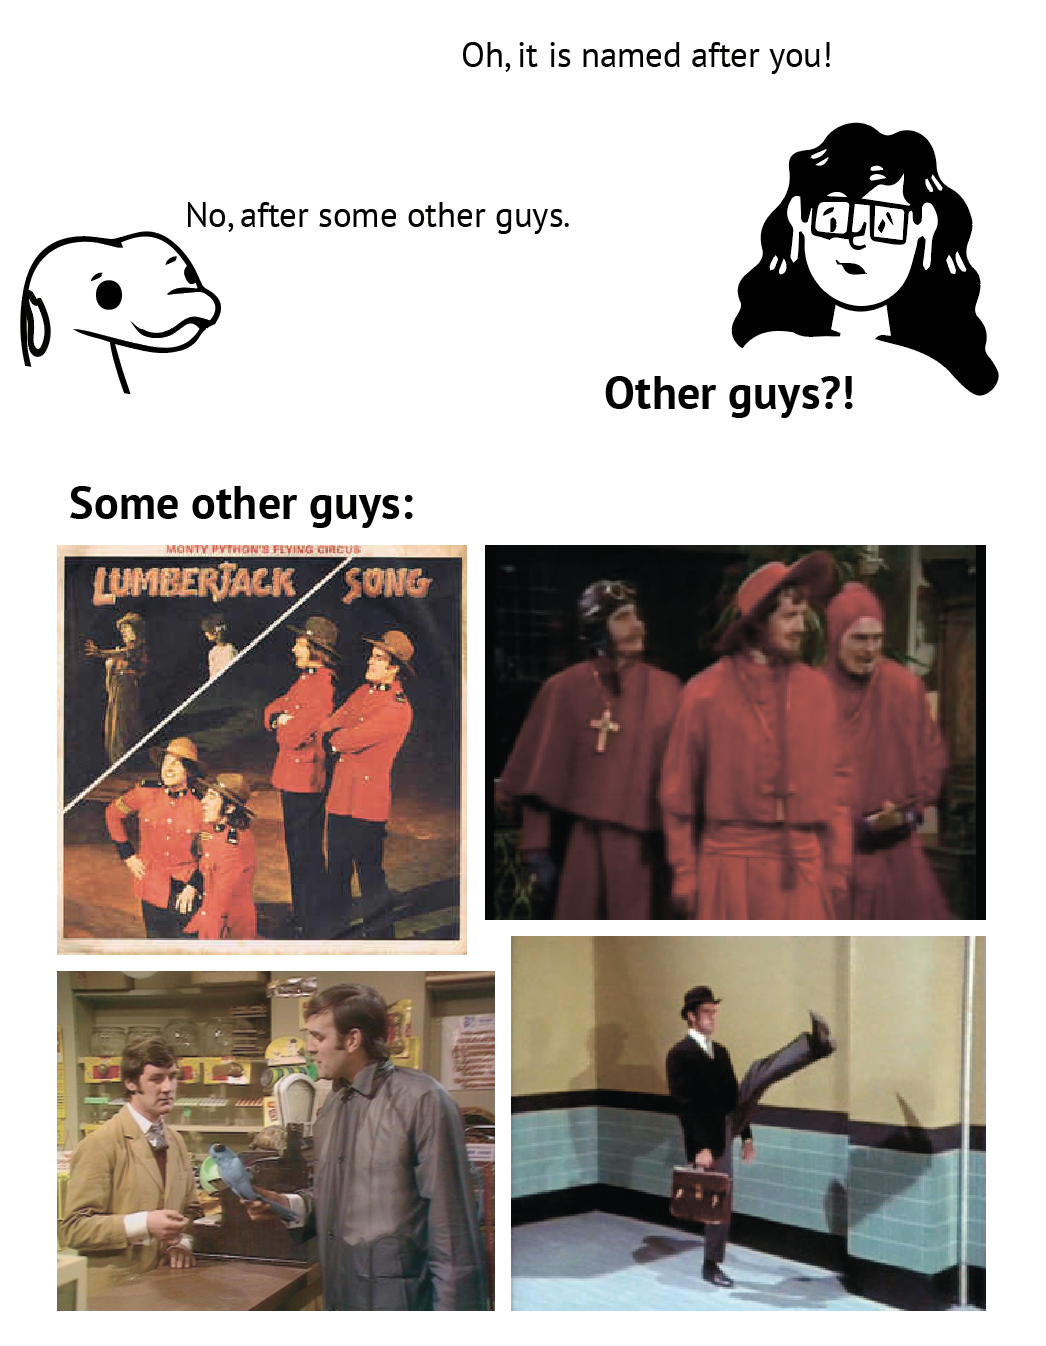 Oh, it is named after you!
No, after some other guys.
Other guys?!
Some other guys:
MONTY PYTHON'S FLYING CIRCUS
LUMBERJACK SONG